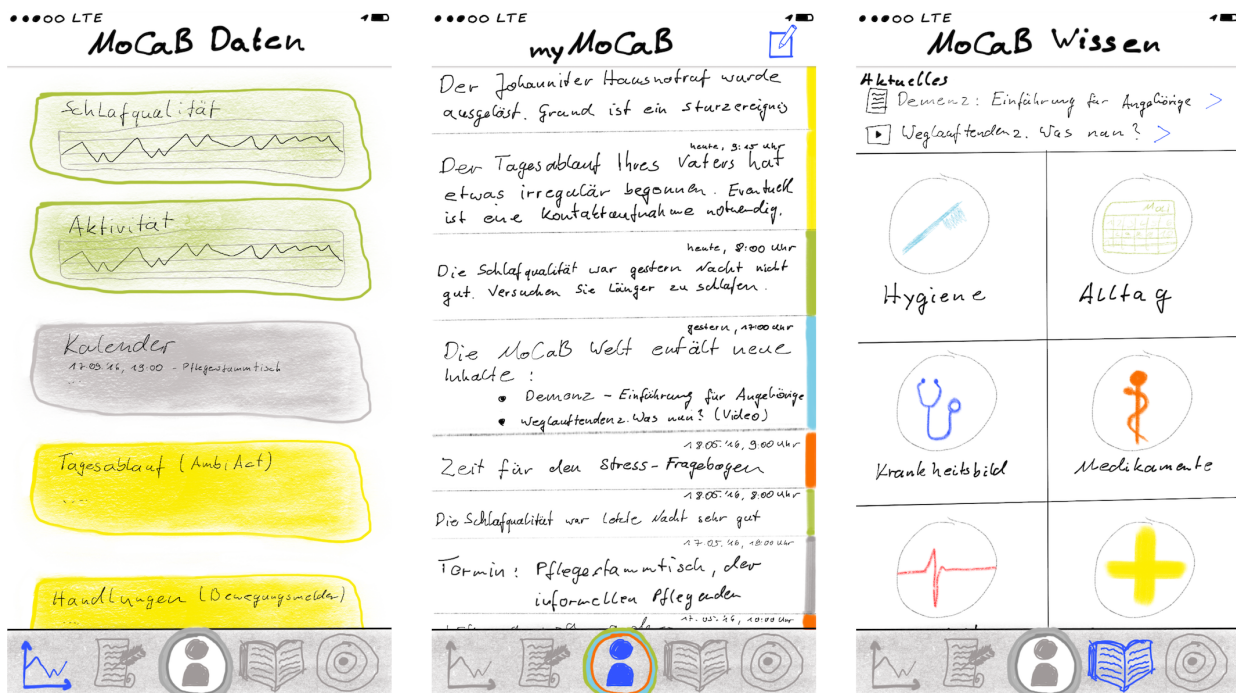 LTE
MoCaB Daten
Schlafqualität
Aktivität
Kalender
17.09.'16, 19:00 - Pflegestammtisch
....
Tagesablauf (AmbiAct)
....
Handlungen (Bewegungsmelder)
LTE
my MoCaB
Der Johanniter Hausnotruf wurde
ausgelöst. Grund ist ein Sturzereignis
heute, 9:15 Uhr
Der Tagesablauf Ihres Vaters hat
etwas irregulär begonnen. Eventuell
ist eine Kontaktaufnahme notwendig.
heute, 8:00 Uhr
Die Schlafqualität war gestern Nacht nicht
gut. Versuchen Sie länger zu schlafen.
gestern, 17:00 Uhr
Die MoCaB Welt entält neue
Inhalte:
• Demenz - Einführung für Angehörige
• Weglauftendenz. Was nun? (Video)
18.05.'16, 9:00 Uhr
Zeit für den Stress-Fragebogen
18.05.'16, 8:00 Uhr
Die Schlafqualität war letzte Nacht sehr gut
17.05.'16, 18:00 Uhr
Termin: Pflegestammtisch, der
informellen Pflegenden
17.05.'16, 10:00 Uhr
LTE
MoCaB Wissen
Aktuelles
Demenz: Einführung für Angehörige >
Weglauftendenz. Was nun? >
Hygiene
Alltag
Krankheitsbild
Medikamente